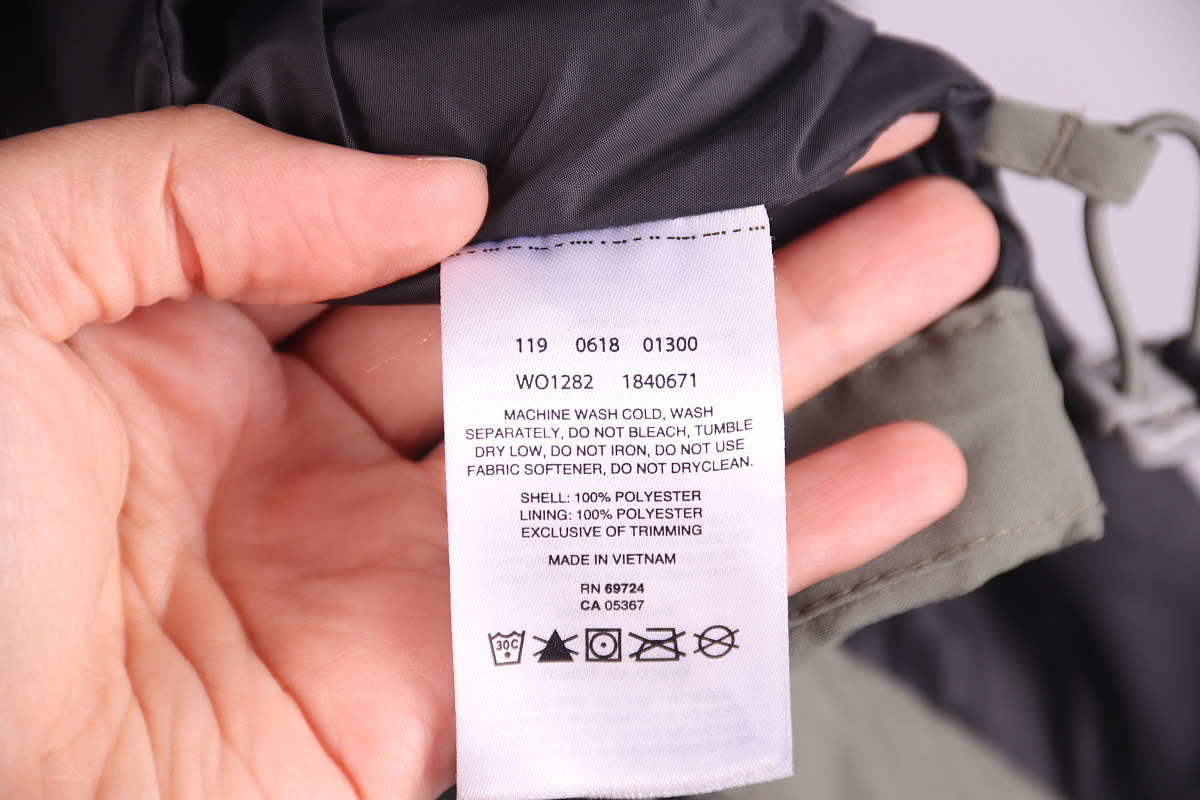 119 0618 01300
WO1282 1840671
MACHINE WASH COLD, WASH
SEPARATELY, DO NOT BLEACH, TUMBLE
DRY LOW, DO NOT IRON, DO NOT USE
FABRIC SOFTENER, DO NOT DRYCLEAN.
SHELL: 100% POLYESTER
LINING: 100% POLYESTER
EXCLUSIVE OF TRIMMING
MADE IN VIETNAM
RN 69724
CA 05367
30C